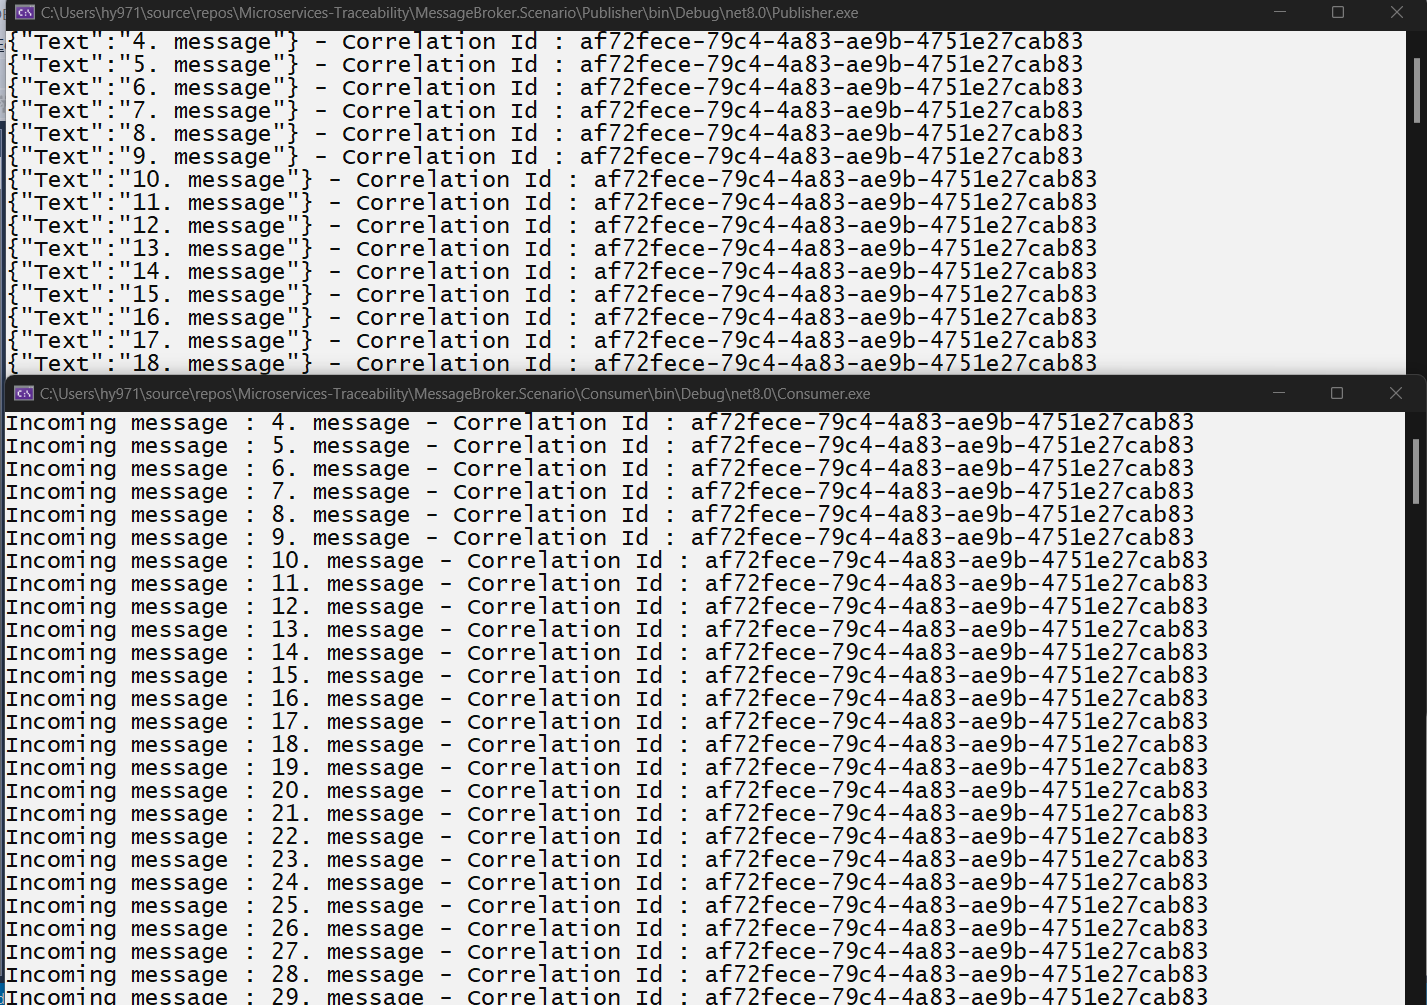 C:\Users\hy971\source\repos\Microservices-Traceability\MessageBroker.Scenario\Publisher\bin\Debug\net8.0\Publisher.exe
{"Text":"4. message"} - Correlation Id : af72fece-79c4-4a83-ae9b-4751e27cab83
{"Text":"5. message"} - Correlation Id : af72fece-79c4-4a83-ae9b-4751e27cab83
{"Text":"6. message"} - Correlation Id : af72fece-79c4-4a83-ae9b-4751e27cab83
{"Text":"7. message"} - Correlation Id : af72fece-79c4-4a83-ae9b-4751e27cab83
{"Text":"8. message"} - Correlation Id : af72fece-79c4-4a83-ae9b-4751e27cab83
{"Text":"9. message"} - Correlation Id : af72fece-79c4-4a83-ae9b-4751e27cab83
{"Text":"10. message"} - Correlation Id : af72fece-79c4-4a83-ae9b-4751e27cab83
{"Text":"11. message"} - Correlation Id : af72fece-79c4-4a83-ae9b-4751e27cab83
{"Text":"12. message"} - Correlation Id : af72fece-79c4-4a83-ae9b-4751e27cab83
{"Text":"13. message"} - Correlation Id : af72fece-79c4-4a83-ae9b-4751e27cab83
{"Text":"14. message"} - Correlation Id : af72fece-79c4-4a83-ae9b-4751e27cab83
{"Text":"15. message"} - Correlation Id : af72fece-79c4-4a83-ae9b-4751e27cab83
{"Text":"16. message"} - Correlation Id : af72fece-79c4-4a83-ae9b-4751e27cab83
{"Text":"17. message"} - Correlation Id : af72fece-79c4-4a83-ae9b-4751e27cab83
{"Text":"18. message"} - Correlation Id : af72fece-79c4-4a83-ae9b-4751e27cab83
C:\Users\hy971\source\repos\Microservices-Traceability\MessageBroker.Scenario\Consumer\bin\Debug\net8.0\Consumer.exe
Incoming message : 4. message - Correlation Id : af72fece-79c4-4a83-ae9b-4751e27cab83
Incoming message : 5. message - Correlation Id : af72fece-79c4-4a83-ae9b-4751e27cab83
Incoming message : 6. message - Correlation Id : af72fece-79c4-4a83-ae9b-4751e27cab83
Incoming message : 7. message - Correlation Id : af72fece-79c4-4a83-ae9b-4751e27cab83
Incoming message : 8. message - Correlation Id : af72fece-79c4-4a83-ae9b-4751e27cab83
Incoming message : 9. message - Correlation Id : af72fece-79c4-4a83-ae9b-4751e27cab83
Incoming message : 10. message - Correlation Id : af72fece-79c4-4a83-ae9b-4751e27cab83
Incoming message : 11. message - Correlation Id : af72fece-79c4-4a83-ae9b-4751e27cab83
Incoming message : 12. message - Correlation Id : af72fece-79c4-4a83-ae9b-4751e27cab83
Incoming message : 13. message - Correlation Id : af72fece-79c4-4a83-ae9b-4751e27cab83
Incoming message : 14. message - Correlation Id : af72fece-79c4-4a83-ae9b-4751e27cab83
Incoming message : 15. message - Correlation Id : af72fece-79c4-4a83-ae9b-4751e27cab83
Incoming message : 16. message - Correlation Id : af72fece-79c4-4a83-ae9b-4751e27cab83
Incoming message : 17. message - Correlation Id : af72fece-79c4-4a83-ae9b-4751e27cab83
Incoming message : 18. message - Correlation Id : af72fece-79c4-4a83-ae9b-4751e27cab83
Incoming message : 19. message - Correlation Id : af72fece-79c4-4a83-ae9b-4751e27cab83
Incoming message : 20. message - Correlation Id : af72fece-79c4-4a83-ae9b-4751e27cab83
Incoming message : 21. message - Correlation Id : af72fece-79c4-4a83-ae9b-4751e27cab83
Incoming message : 22. message - Correlation Id : af72fece-79c4-4a83-ae9b-4751e27cab83
Incoming message : 23. message - Correlation Id : af72fece-79c4-4a83-ae9b-4751e27cab83
Incoming message : 24. message - Correlation Id : af72fece-79c4-4a83-ae9b-4751e27cab83
Incoming message : 25. message - Correlation Id : af72fece-79c4-4a83-ae9b-4751e27cab83
Incoming message : 26. message - Correlation Id : af72fece-79c4-4a83-ae9b-4751e27cab83
Incoming message : 27. message - Correlation Id : af72fece-79c4-4a83-ae9b-4751e27cab83
Incoming message : 28. message - Correlation Id : af72fece-79c4-4a83-ae9b-4751e27cab83
Incoming message : 29. message - Correlation Id : af72fece-79c4-4a83-ae9b-4751e27cab83